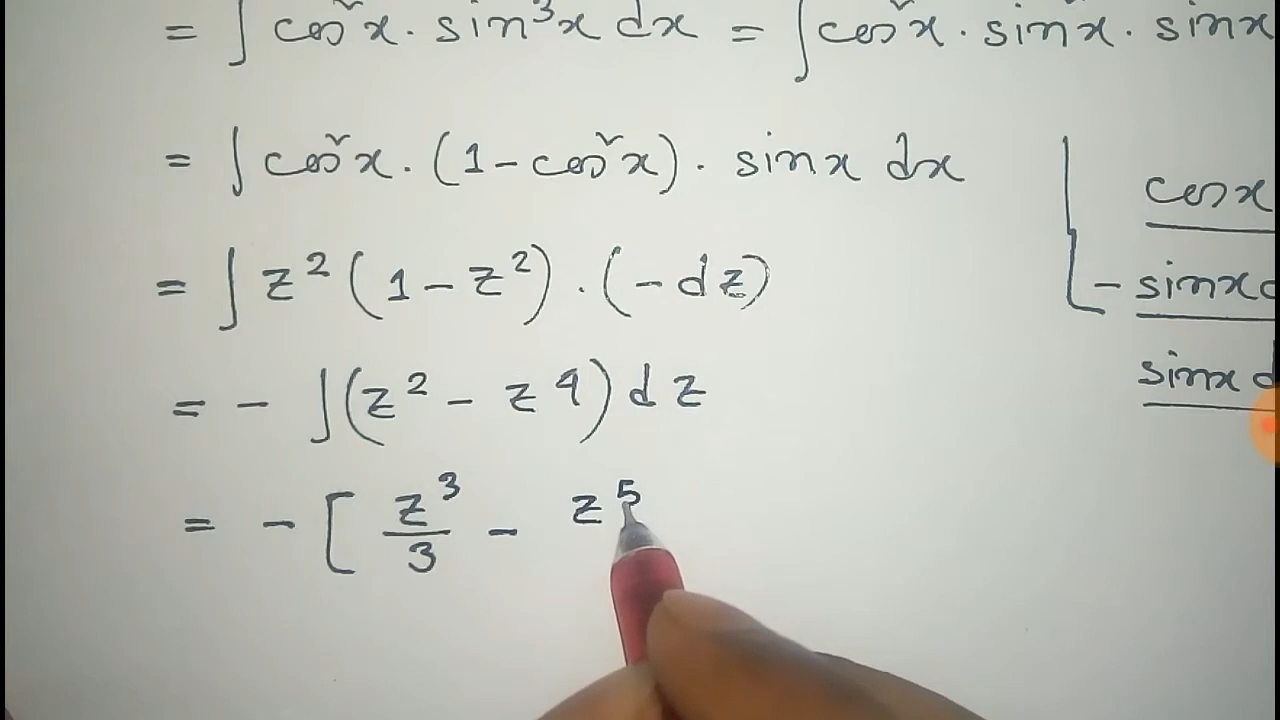 = ∫ cos²x · sin³x dx = ∫ cos²x · sin²x · sinx
= ∫ cos²x · (1 - cos²x) · sinx dx
cosx
= ∫ z² (1 - z²) · (-dz)
- sinx d
= - ∫ (z² - z⁴) dz
sinx d
= - [ z³/3 - z⁵